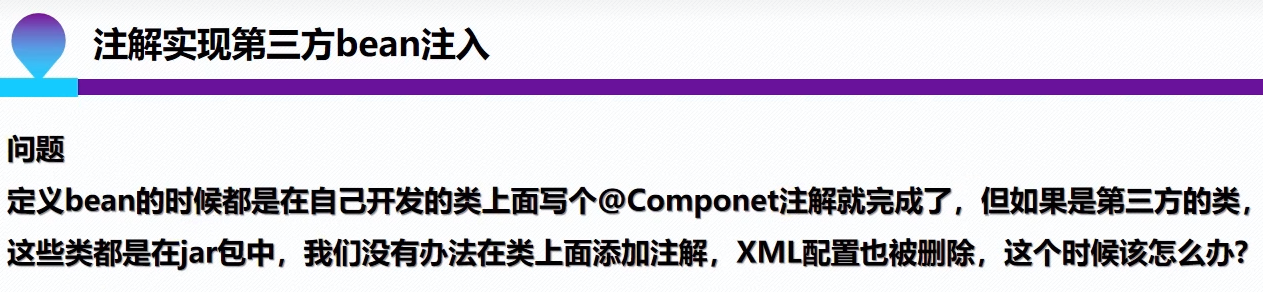 注解实现第三方bean注入
问题
定义bean的时候都是在自己开发的类上面写个@Componet注解就完成了，但如果是第三方的类，
这些类都是在jar包中，我们没有办法在类上面添加注解，XML配置也被删除，这个时候该怎么办?